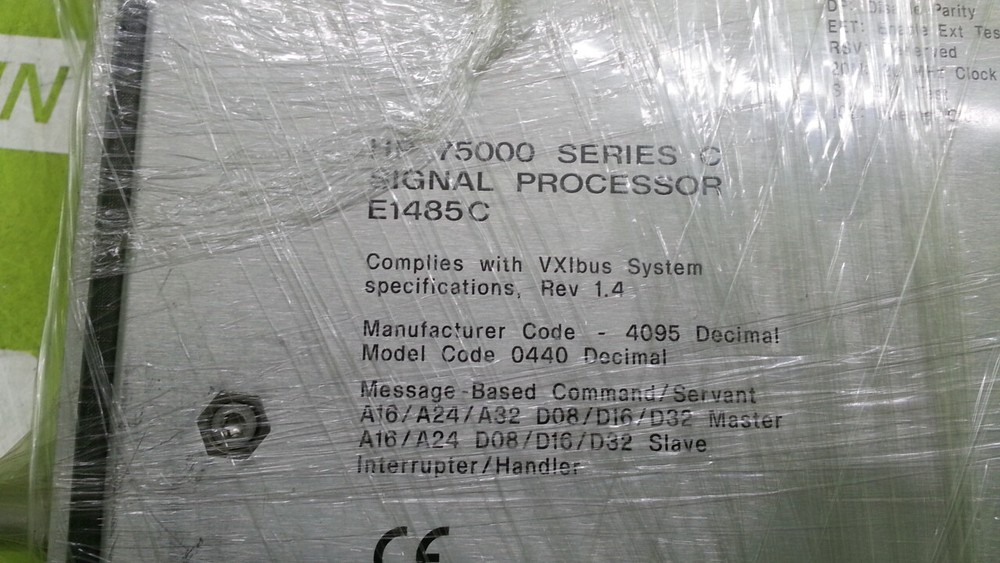 Parity
EXT: Enable Ext Tes
Clock
HP 75000 SERIES C
SIGNAL PROCESSOR
E1485C
Complies with VXIbus System
specifications, Rev 1.4
Manufacturer Code - 4095 Decimal
Model Code 0440 Decimal
Message-Based Command/Servant
A16/A24/A32 D08/D16/D32 Master
A16/A24 D08/D16/D32 Slave
Interrupter/Handler
CE